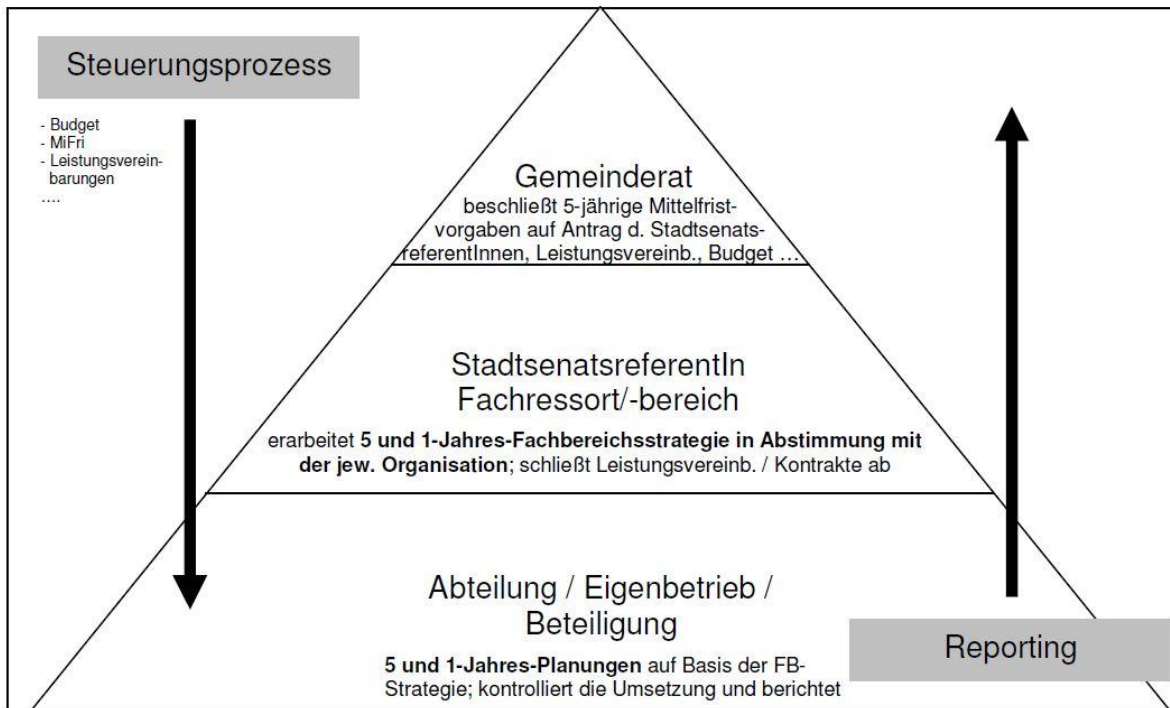 Steuerungsprozess
- Budget
- MiFri
- Leistungsverein-
barungen
....
Gemeinderat
beschließt 5-jährige Mittelfrist-
vorgaben auf Antrag d. Stadtsenats-
referentInnen, Leistungsvereinb., Budget ...
StadtsenatsreferentIn
Fachressort/-bereich
erarbeitet 5 und 1-Jahres-Fachbereichsstrategie in Abstimmung mit
der jew. Organisation; schließt Leistungsvereinb. / Kontrakte ab
Abteilung / Eigenbetrieb /
Beteiligung
5 und 1-Jahres-Planungen auf Basis der FB-
Strategie; kontrolliert die Umsetzung und berichtet
Reporting